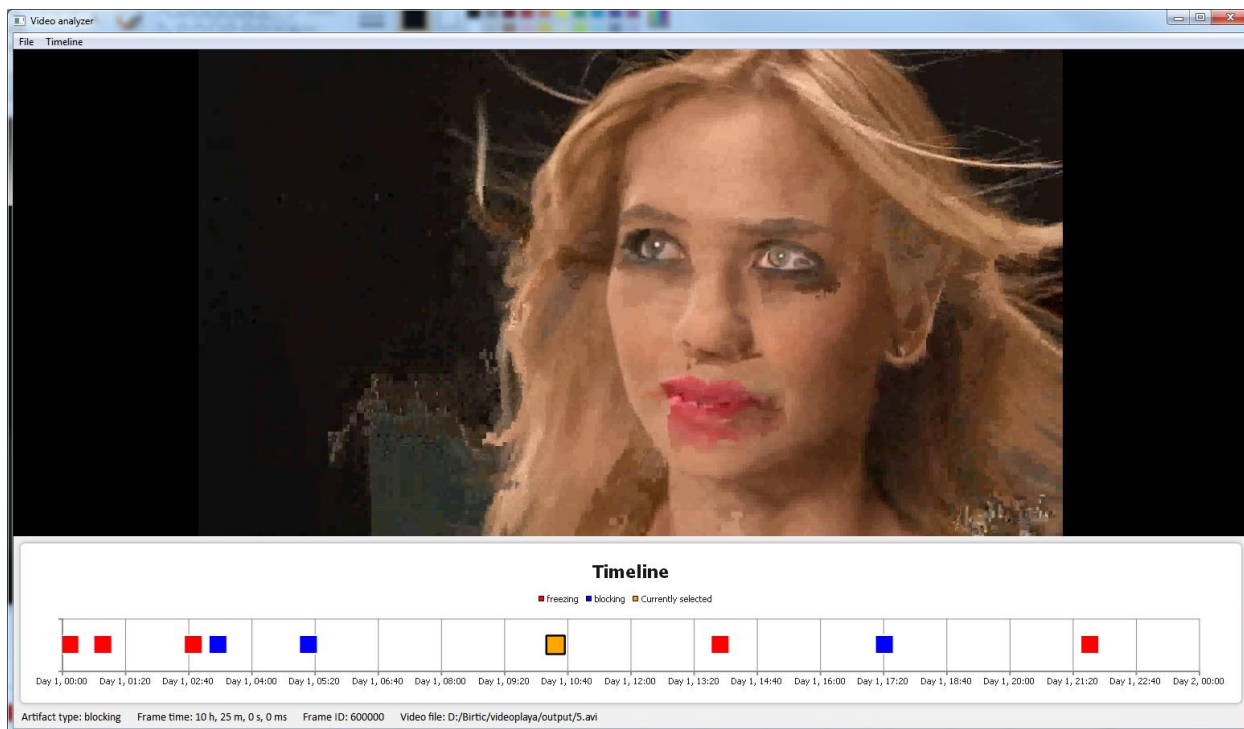 Video analyzer
File Timeline
Timeline
freezing blocking Currently selected
Day 1, 00:00 Day 1, 01:20 Day 1, 02:40 Day 1, 04:00 Day 1, 05:20 Day 1, 06:40 Day 1, 08:00 Day 1, 09:20 Day 1, 10:40 Day 1, 12:00 Day 1, 13:20 Day 1, 14:40 Day 1, 16:00 Day 1, 17:20 Day 1, 18:40 Day 1, 20:00 Day 1, 21:20 Day 1, 22:40 Day 2, 00:00
Artifact type: blocking Frame time: 10 h, 25 m, 0 s, 0 ms Frame ID: 600000 Video file: D:/Birtic/videoplaya/output/5.avi